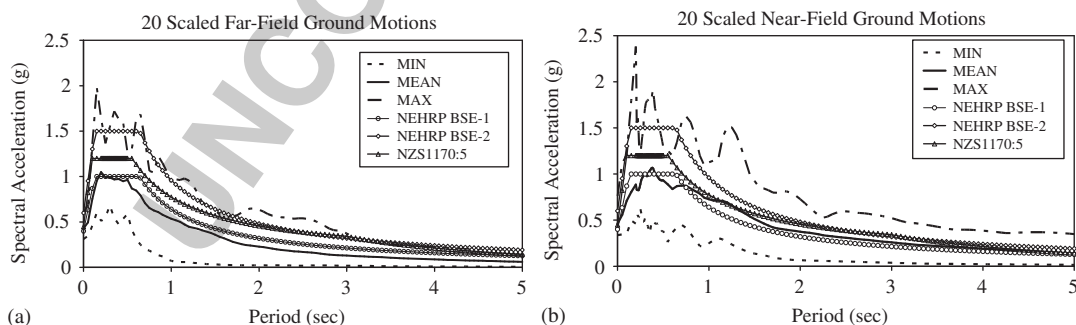 20 Scaled Far-Field Ground Motions
2.5
2
1.5
1
0.5
0
Spectral Acceleration (g)
MIN
MEAN
MAX
NEHRP BSE-1
NEHRP BSE-2
NZS1170:5
0 1 2 3 4 5
Period (sec)
(a)
20 Scaled Near-Field Ground Motions
2.5
2
1.5
1
0.5
0
Spectral Acceleration (g)
MIN
MEAN
MAX
NEHRP BSE-1
NEHRP BSE-2
NZS1170:5
0 1 2 3 4 5
Period (sec)
(b)
UNCO